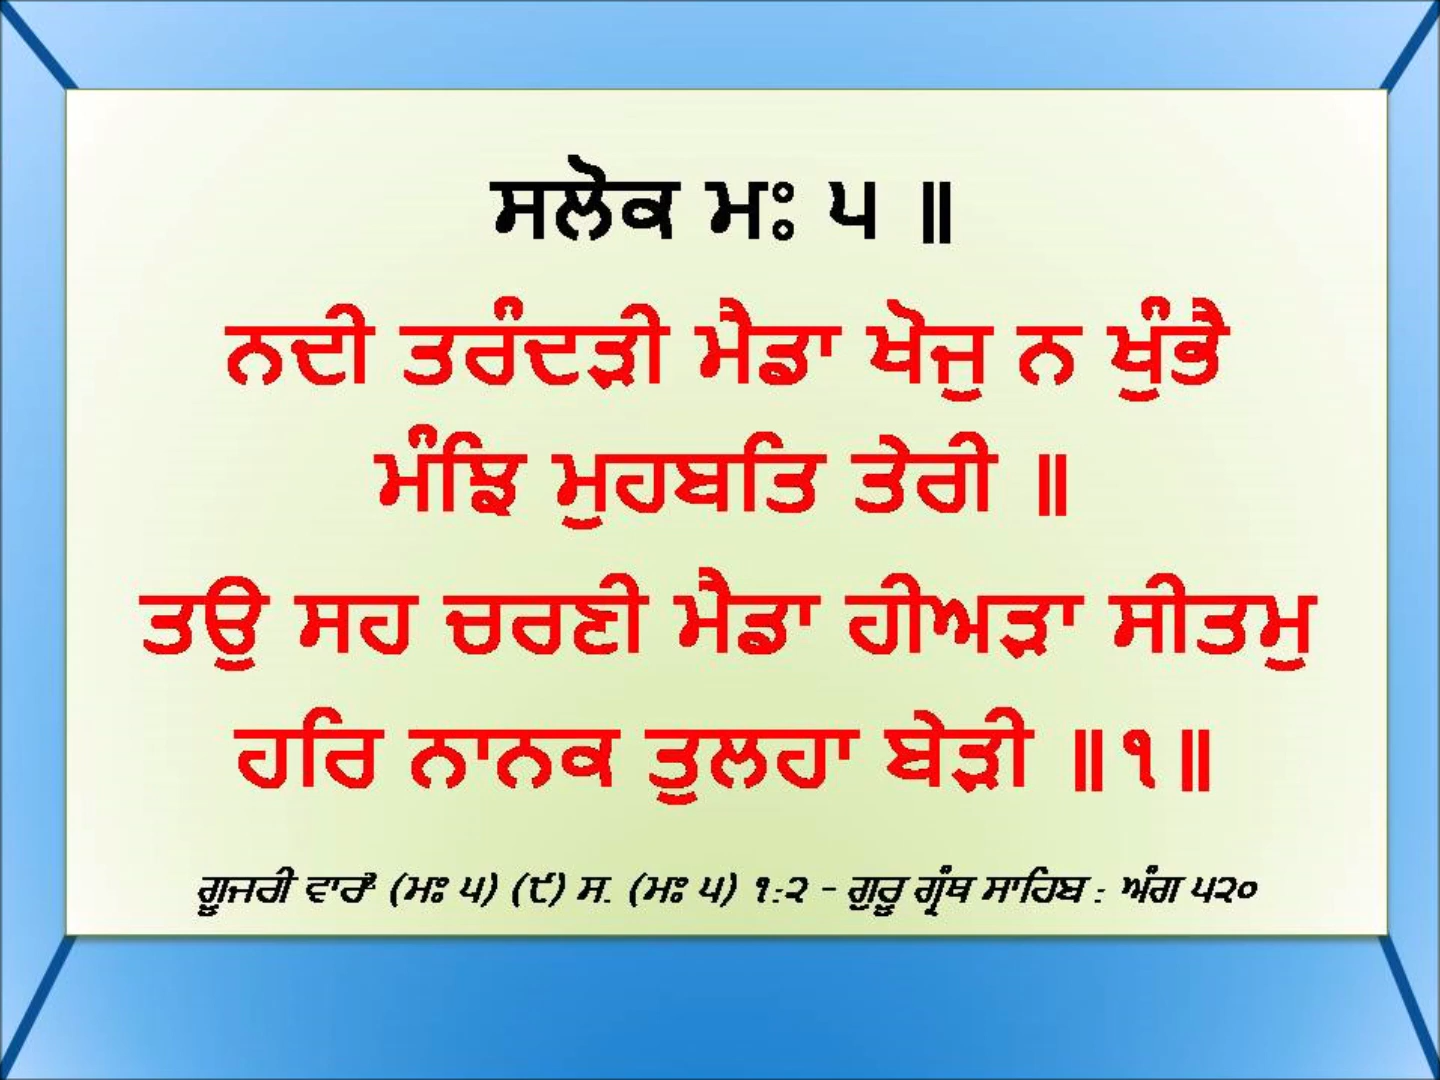 ਸਲੋਕ ਮਃ ੫ ॥
ਨਦੀ ਤਰੰਦੜੀ ਮੈਡਾ ਖੋਜੁ ਨ ਖੁੰਭੈ
ਮੰਝਿ ਮੁਹਬਤਿ ਤੇਰੀ ॥
ਤਉ ਸਹ ਚਰਣੀ ਮੈਡਾ ਹੀਅੜਾ ਸੀਤਮੁ
ਹਰਿ ਨਾਨਕ ਤੁਲਹਾ ਬੇੜੀ ॥੧॥
ਗੂਜਰੀ ਵਾਰ² (ਮਃ ੫) (੯) ਸ. (ਮਃ ੫) ੧:੨ - ਗੁਰੂ ਗ੍ਰੰਥ ਸਾਹਿਬ : ਅੰਗ ੫੨੦